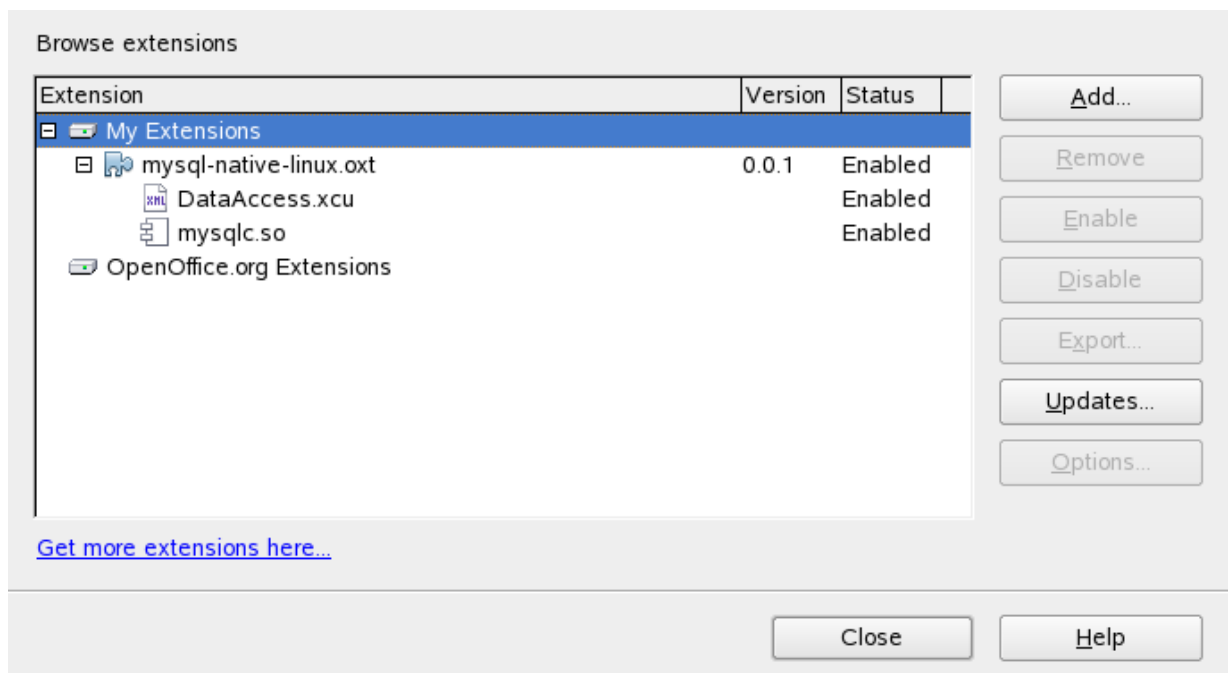 Browse extensions
Extension Version Status
My Extensions
mysql-native-linux.oxt 0.0.1 Enabled
XML DataAccess.xcu Enabled
mysqlc.so Enabled
OpenOffice.org Extensions
Get more extensions here...
Add...
Remove
Enable
Disable
Export...
Updates...
Options...
Close Help